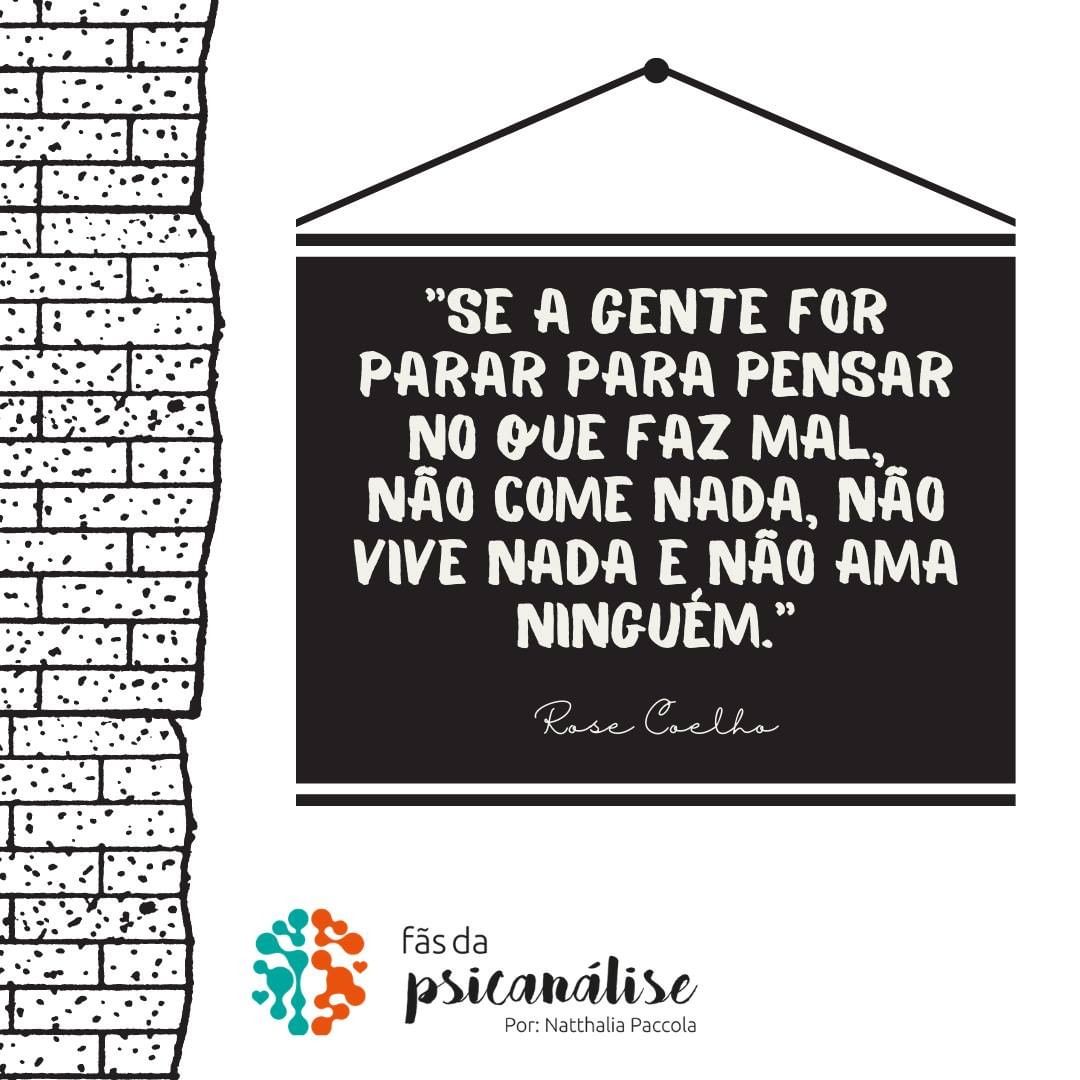 "SE A GENTE FOR
PARAR PARA PENSAR
NO QUE FAZ MAL,
NÃO COME NADA, NÃO
VIVE NADA E NÃO AMA
NINGUÉM."
Rose Coelho
fãs da
psicanálise
Por: Natthalia Paccola